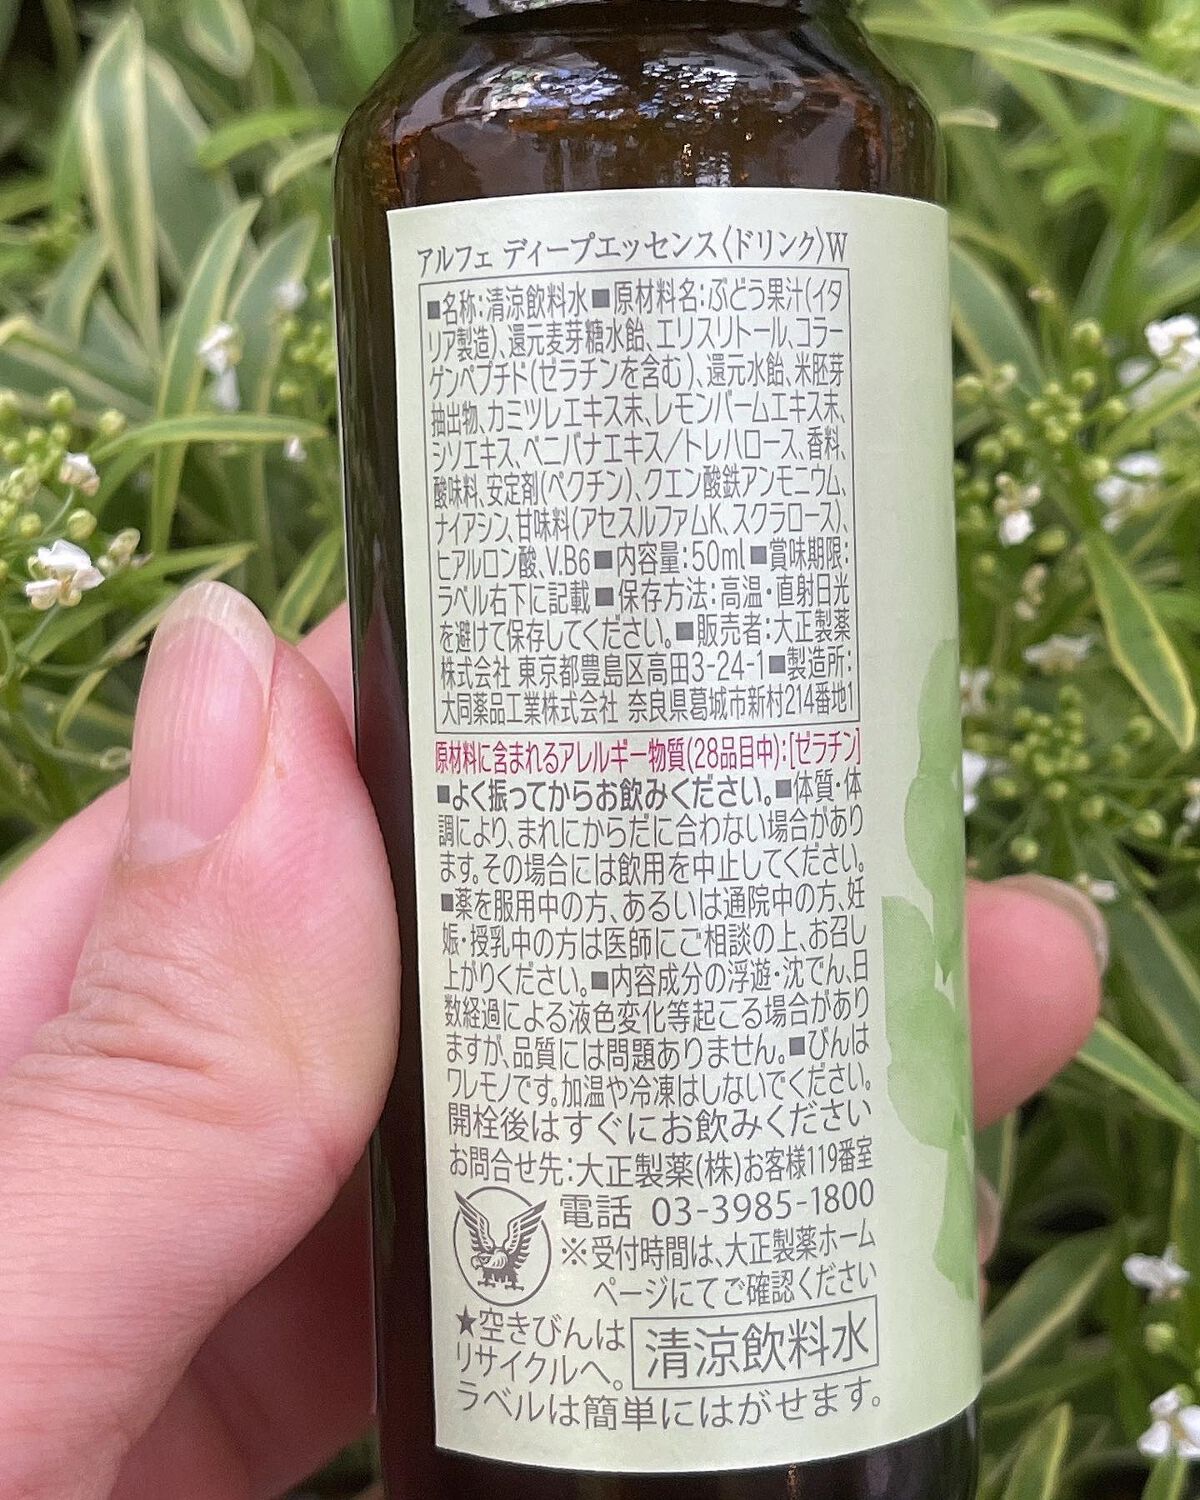 アルフェ ディープエッセンス〈ドリンク〉W
■名称:清涼飲料水■原材料名:ぶどう果汁(イタ
リア製造)、還元麦芽糖水飴、エリスリトール、コラー
ゲンペプチド(ゼラチンを含む)、還元水飴、米胚芽
抽出物、カミツレエキス末、レモンバームエキス末、
シソエキス、ベニバナエキス/トレハロース、香料、
酸味料、安定剤(ペクチン)、クエン酸鉄アンモニウム、
ナイアシン、甘味料(アセスルファムK、スクラロース)、
ヒアルロン酸、V.B6■内容量:50ml■賞味期限:
ラベル右下に記載■保存方法:高温・直射日光
を避けて保存してください。■販売者:大正製薬
株式会社 東京都豊島区高田3-24-1■製造所:
大同薬品工業株式会社 奈良県葛城市新村214番地1
原材料に含まれるアレルギー物質(28品目中):[ゼラチン]
■よく振ってからお飲みください。■体質・体
調により、まれにからだに合わない場合があり
ます。その場合には飲用を中止してください。
■薬を服用中の方、あるいは通院中の方、妊
娠・授乳中の方は医師にご相談の上、お召し
上がりください。■内容成分の浮遊・沈でん、日
数経過による液色変化等起こる場合があり
ますが、品質には問題ありません。■びんは
ワレモノです。加温や冷凍はしないでください。
開栓後はすぐにお飲みください
お問合せ先:大正製薬(株)お客様119番室
電話 03-3985-1800
※受付時間は、大正製薬ホーム
ページにてご確認ください
★空きびんは
リサイクルへ。
清涼飲料水
ラベルは簡単にはがせます。